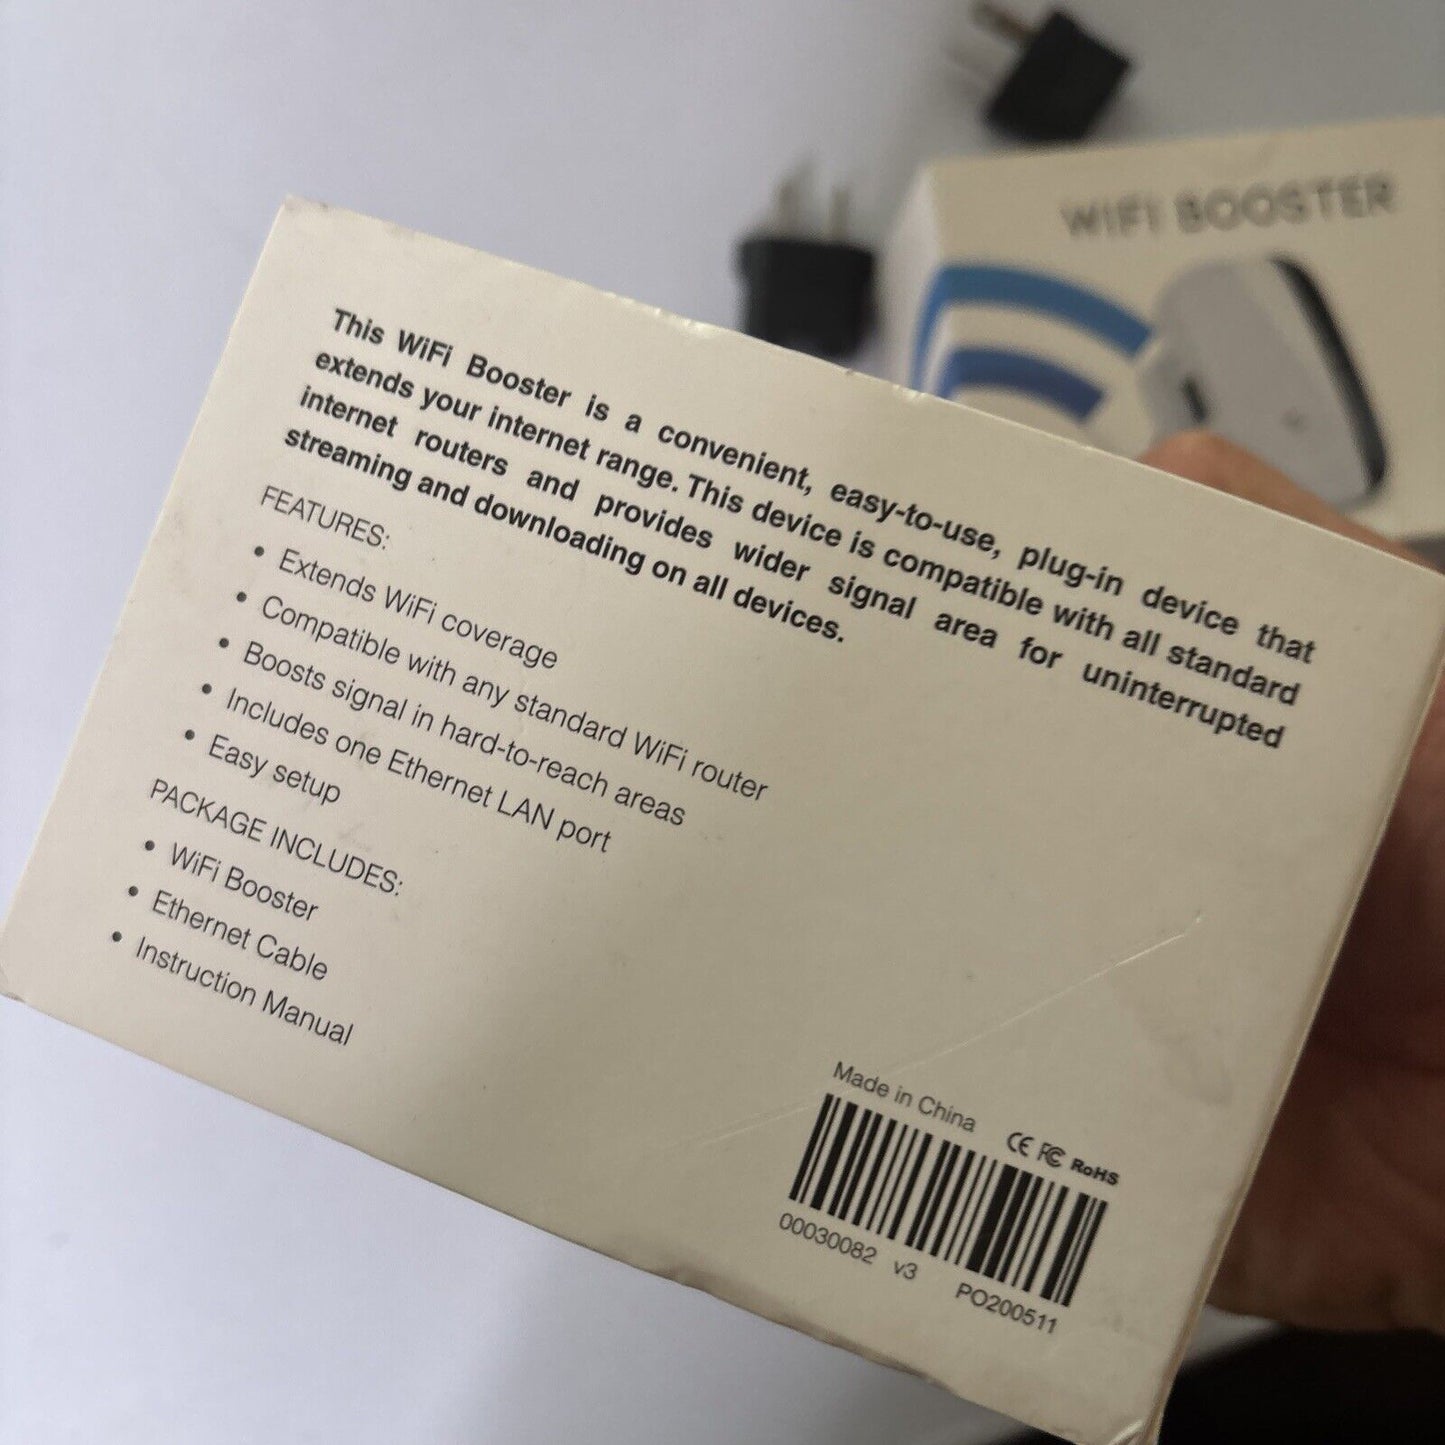 WIFI BOOSTER
This WiFi Booster is a convenient, easy-to-use, plug-in device that
extends your internet range. This device is compatible with all standard
internet routers and provides wider signal area for uninterrupted
streaming and downloading on all devices.
FEATURES:
• Extends WiFi coverage
• Compatible with any standard WiFi router
• Boosts signal in hard-to-reach areas
• Includes one Ethernet LAN port
• Easy setup
PACKAGE INCLUDES:
• WiFi Booster
• Ethernet Cable
• Instruction Manual
Made in China
CE FC RoHS
00030082 v3 PO200511